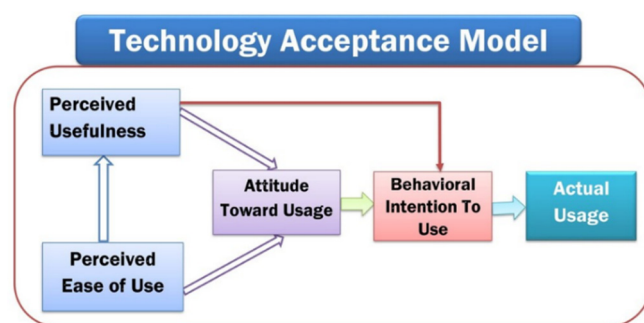 Technology Acceptance Model
Perceived
Usefulness
Attitude
Toward Usage
Behavioral
Intention To
Use
Actual
Usage
Perceived
Ease of Use